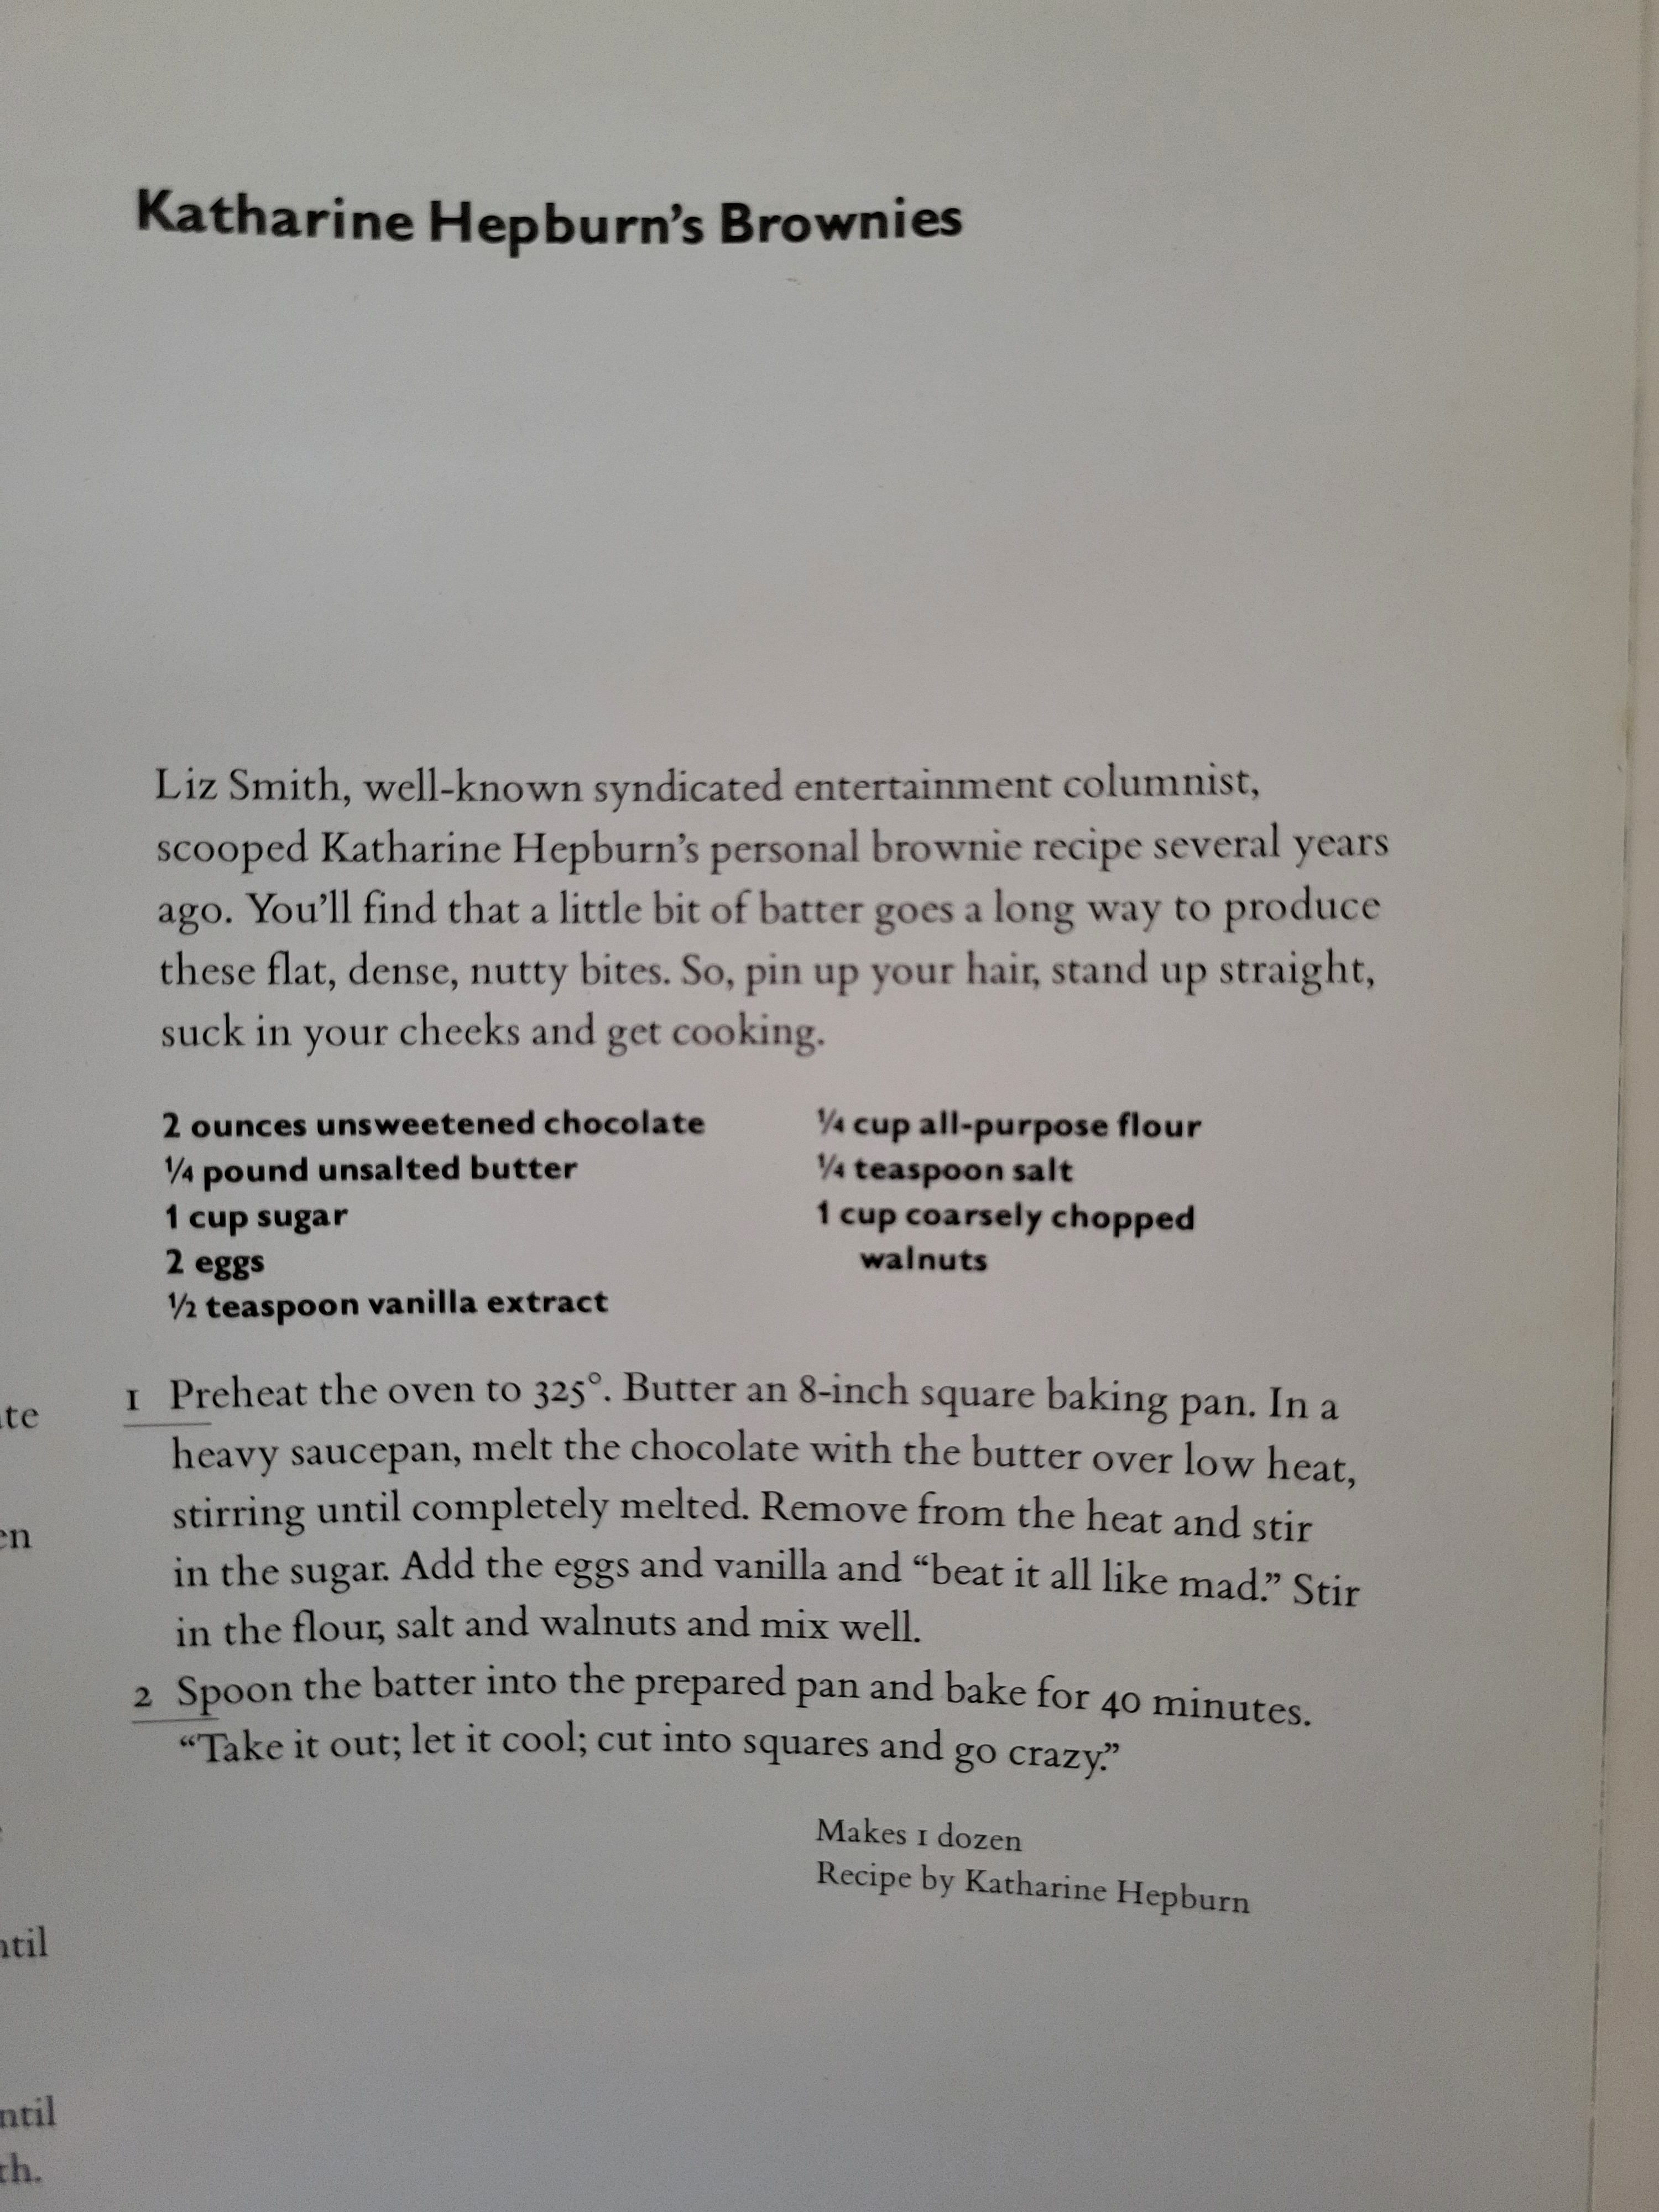 Katharine Hepburn's Brownies
Liz Smith, well-known syndicated entertainment columnist,
scooped Katharine Hepburn's personal brownie recipe several years
ago. You'll find that a little bit of batter goes a long way to produce
these flat, dense, nutty bites. So, pin up your hair, stand up straight,
suck in your cheeks and get cooking.
2 ounces unsweetened chocolate
¼ pound unsalted butter
1 cup sugar
2 eggs
½ teaspoon vanilla extract
¼ cup all-purpose flour
¼ teaspoon salt
1 cup coarsely chopped
walnuts
1 Preheat the oven to 325°. Butter an 8-inch square baking pan. In a
heavy saucepan, melt the chocolate with the butter over low heat,
stirring until completely melted. Remove from the heat and stir
in the sugar. Add the eggs and vanilla and “beat it all like mad.” Stir
in the flour, salt and walnuts and mix well.
2 Spoon the batter into the prepared pan and bake for 40 minutes.
“Take it out; let it cool; cut into squares and go crazy.”
Makes 1 dozen
Recipe by Katharine Hepburn